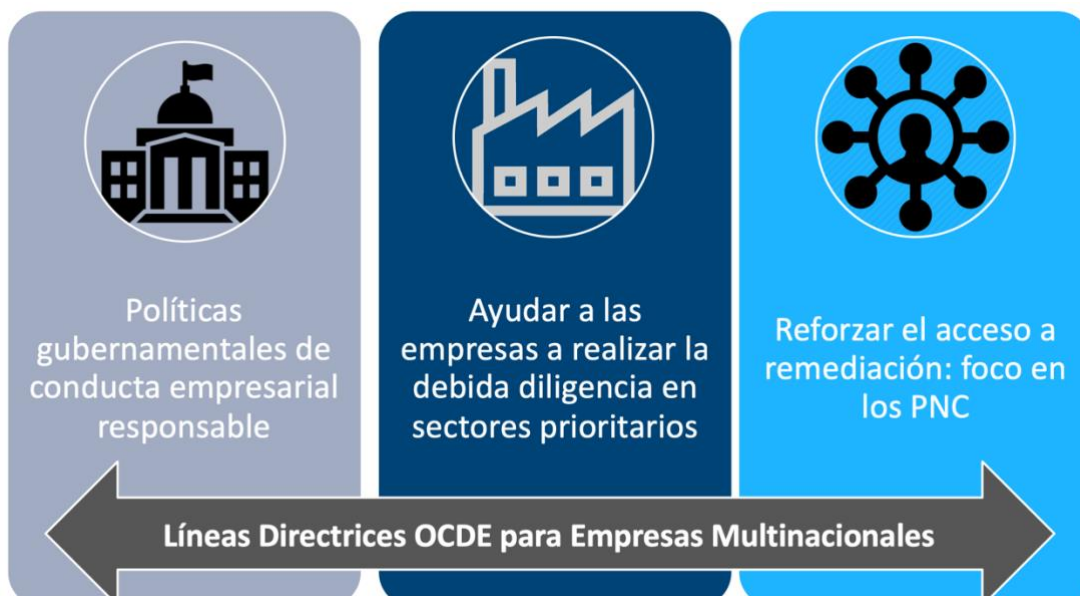 Políticas
gubernamentales de
conducta empresarial
responsable
Ayudar a las
empresas a realizar la
debida diligencia en
sectores prioritarios
Reforzar el acceso a
remediación: foco en
los PNC
Líneas Directrices OCDE para Empresas Multinacionales